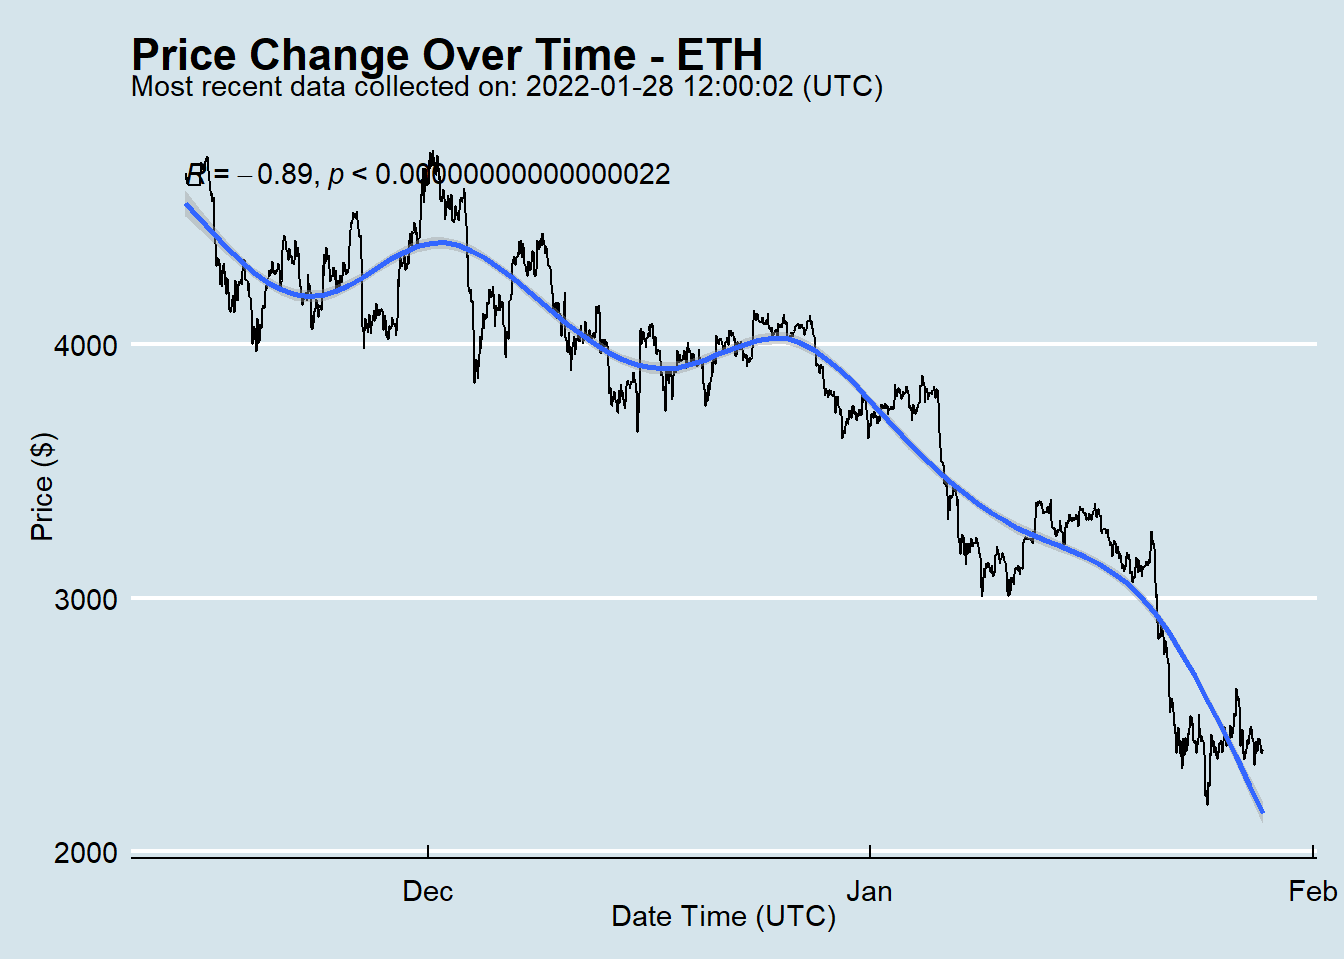 Price Change Over Time - ETH
Most recent data collected on: 2022-01-28 12:00:02 (UTC)
R = −0.89, p < 0.00000000000000022
4000
3000
2000
Price ($)
Dec Jan Feb
Date Time (UTC)